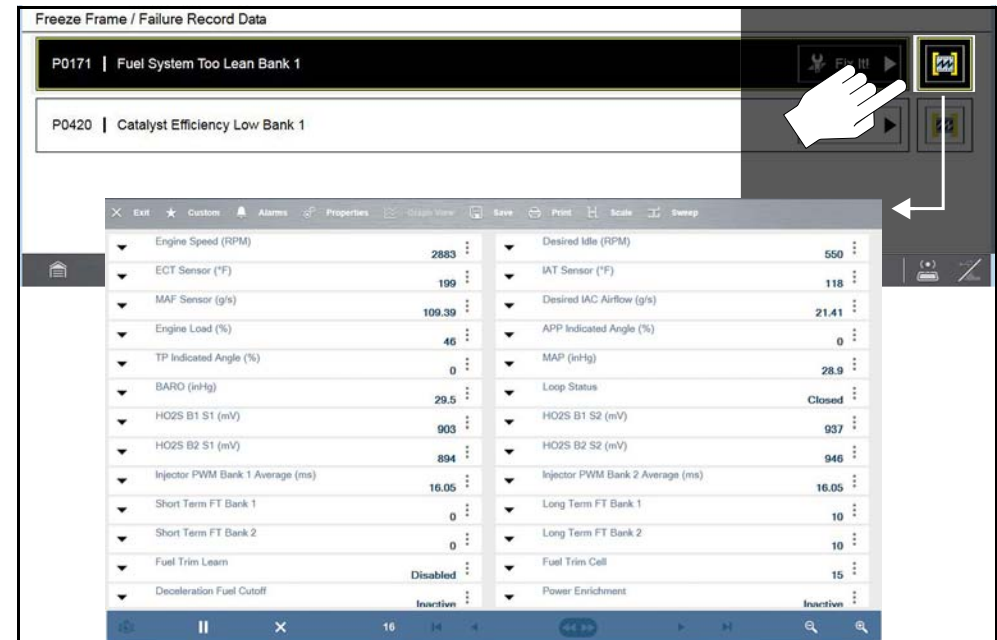 Freeze Frame / Failure Record Data
P0171 | Fuel System Too Lean Bank 1
Fix It!
P0420 | Catalyst Efficiency Low Bank 1
Exit Custom Alarms Properties Graph View Save Print Scale Sweep
Engine Speed (RPM) 2883 Desired Idle (RPM) 550
ECT Sensor (°F) 199 IAT Sensor (°F) 118
MAF Sensor (g/s) 109.39 Desired IAC Airflow (g/s) 21.41
Engine Load (%) 46 APP Indicated Angle (%) 0
TP Indicated Angle (%) 0 MAP (inHg) 28.9
BARO (inHg) 29.5 Loop Status Closed
HO2S B1 S1 (mV) 903 HO2S B1 S2 (mV) 937
HO2S B2 S1 (mV) 894 HO2S B2 S2 (mV) 946
Injector PWM Bank 1 Average (ms) 16.05 Injector PWM Bank 2 Average (ms) 16.05
Short Term FT Bank 1 0 Long Term FT Bank 1 10
Short Term FT Bank 2 0 Long Term FT Bank 2 10
Fuel Trim Learn Disabled Fuel Trim Cell 15
Deceleration Fuel Cutoff Inactive Power Enrichment Inactive
16